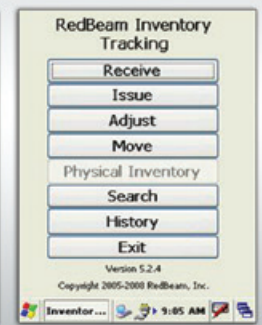 RedBeam Inventory
Tracking
Receive
Issue
Adjust
Move
Physical Inventory
Search
History
Exit
Version 5.2.4
Copyright 2005-2008 RedBeam, Inc.
Inventor... 9:05 AM